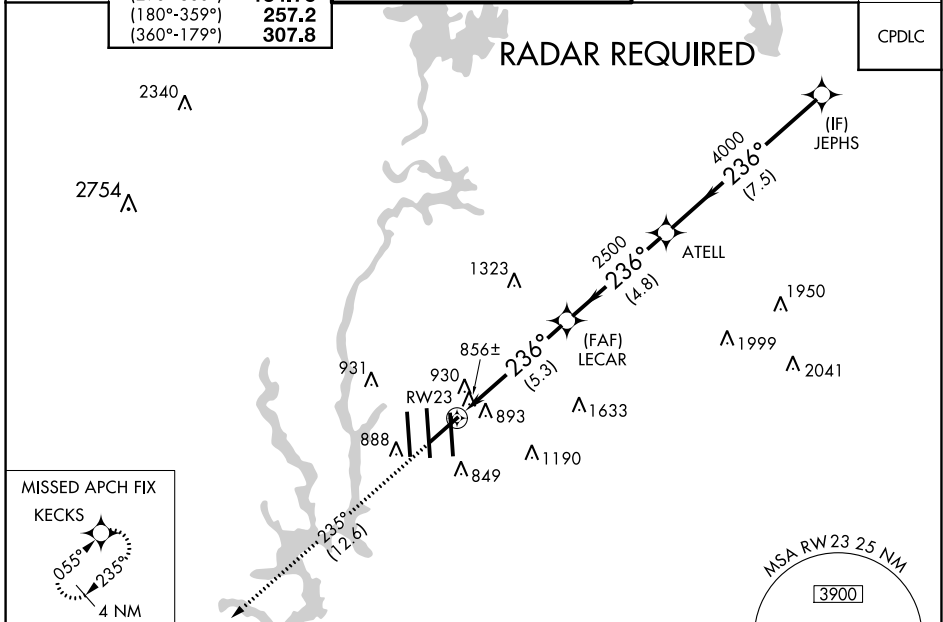 (180°-359°) 257.2
(360°-179°) 307.8
RADAR REQUIRED
CPDLC
2340
(IF)
JEPHS
4000
236°
(7.5)
2754
ATELL
2500
236°
(4.8)
1323
1950
(FAF)
LECAR
1999
856±
236°
(5.3)
2041
931
930
RW23
893
1633
888
1190
849
MISSED APCH FIX
KECKS
055°
235°
4 NM
235°
(12.6)
MSA RW 23 25 NM
3900